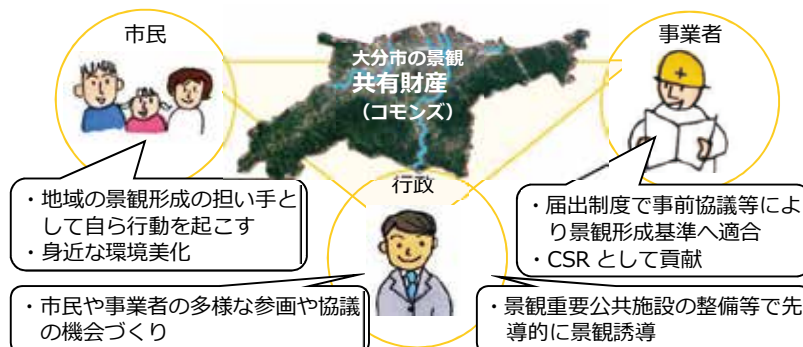 市民
事業者
大分市の景観
共有財産
（コモンズ）
行政
・地域の景観形成の担い手と
して自ら行動を起こす
・身近な環境美化
・届出制度で事前協議等によ
り景観形成基準へ適合
・CSR として貢献
・市民や事業者の多様な参画や協議
の機会づくり
・景観重要公共施設の整備等で先
導的に景観誘導